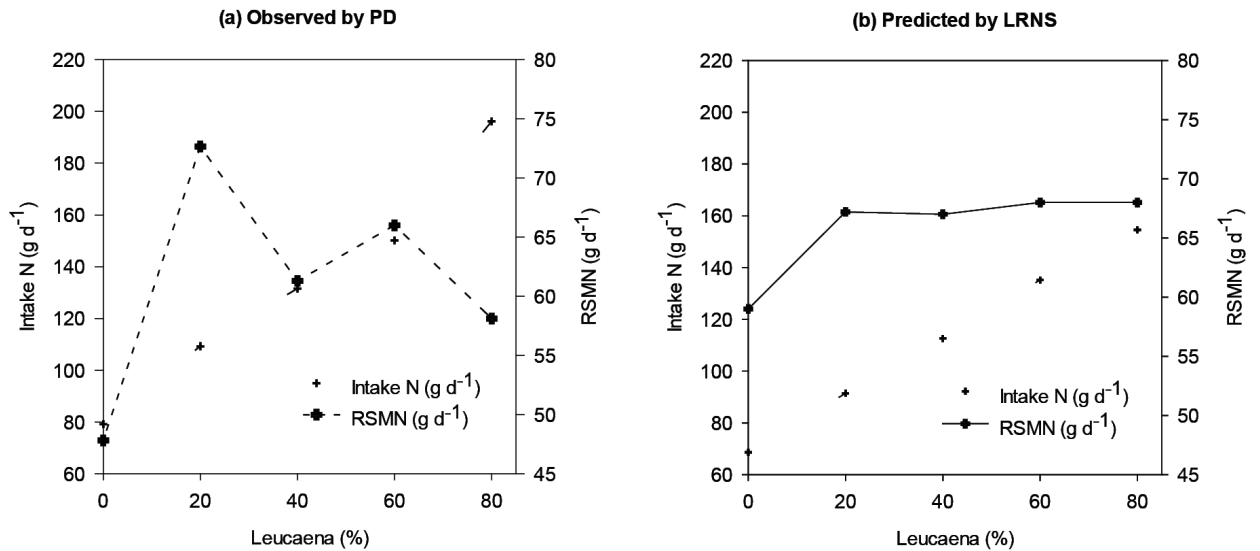 (a) Observed by PD
220
200
180
160
140
120
100
80
60
Intake N (g d⁻¹)
80
75
70
65
60
55
50
45
RSMN (g d⁻¹)
Intake N (g d⁻¹)
RSMN (g d⁻¹)
0 20 40 60 80
Leucaena (%)
(b) Predicted by LRNS
220
200
180
160
140
120
100
80
60
Intake N (g d⁻¹)
80
75
70
65
60
55
50
45
RSMN (g d⁻¹)
Intake N (g d⁻¹)
RSMN (g d⁻¹)
0 20 40 60 80
Leucaena (%)